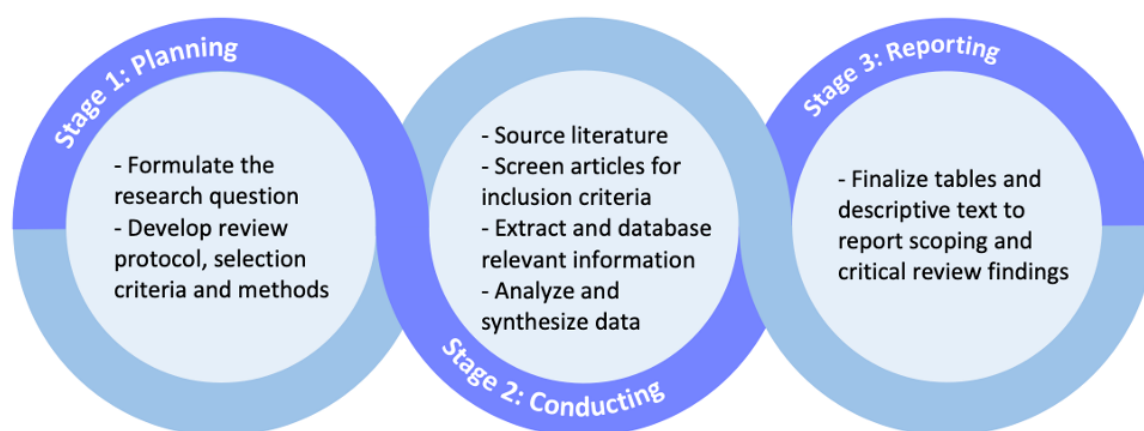 Stage 1: Planning
- Formulate the
research question
- Develop review
protocol, selection
criteria and methods
- Source literature
- Screen articles for
inclusion criteria
- Extract and database
relevant information
- Analyze and
synthesize data
Stage 2: Conducting
Stage 3: Reporting
- Finalize tables and
descriptive text to
report scoping and
critical review findings